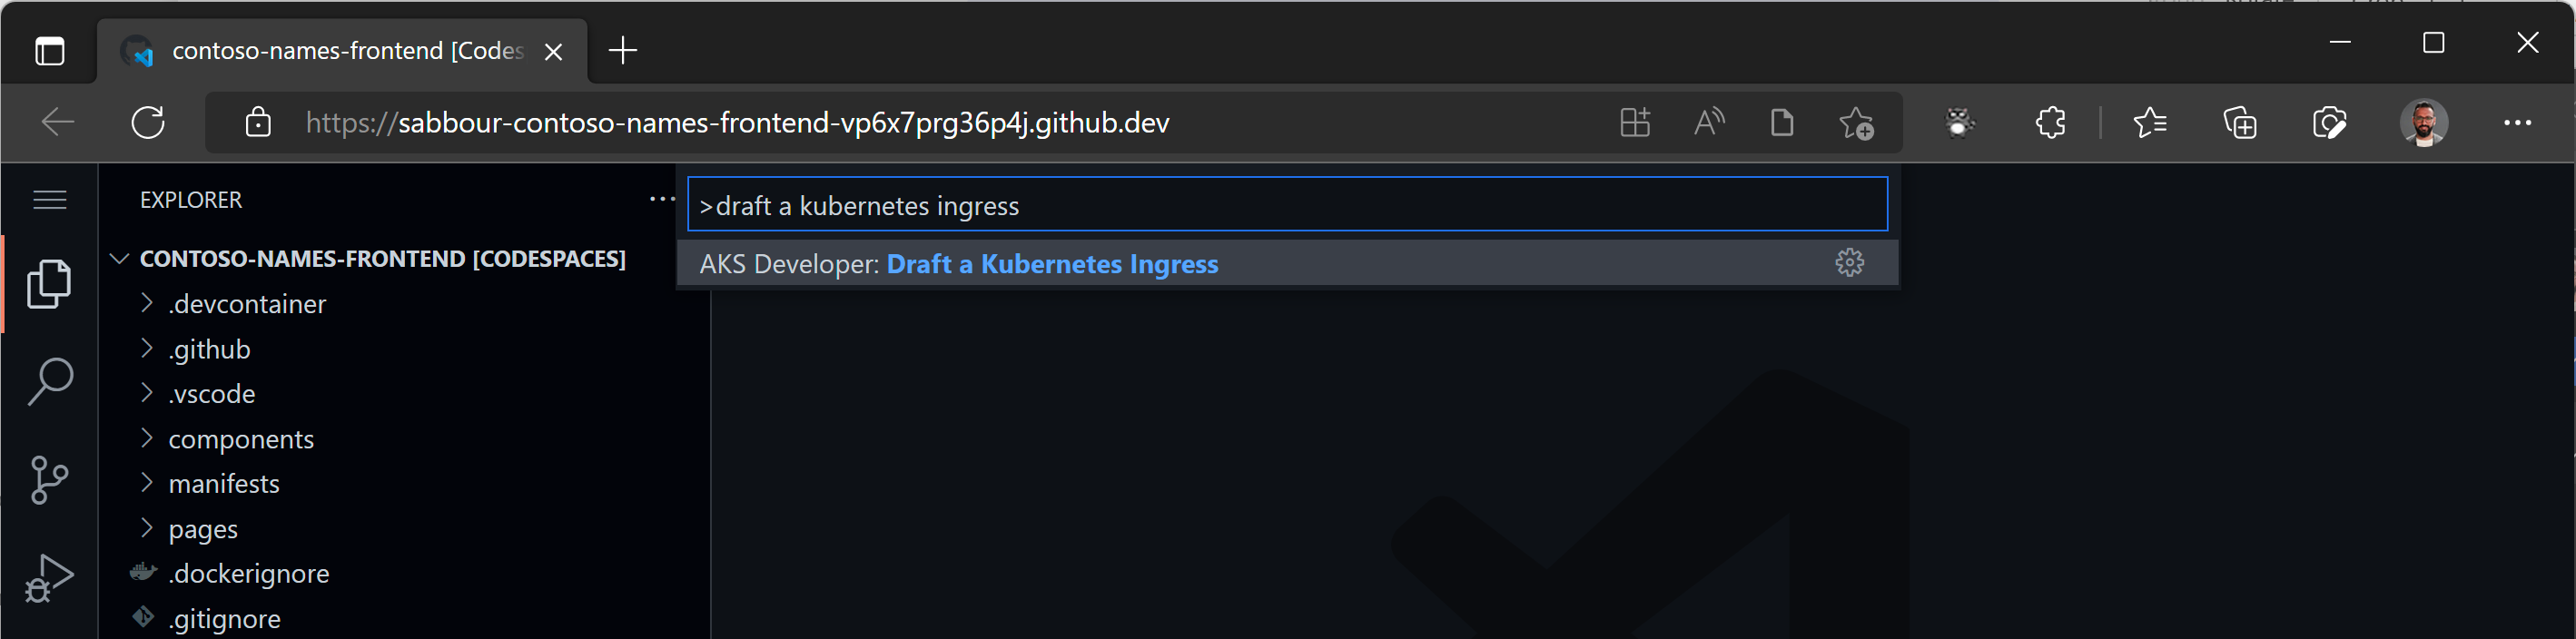 contoso-names-frontend [Codes
https://sabbour-contoso-names-frontend-vp6x7prg36p4j.github.dev
EXPLORER
>draft a kubernetes ingress
AKS Developer: Draft a Kubernetes Ingress
CONTOSO-NAMES-FRONTEND [CODESPACES]
.devcontainer
.github
.vscode
components
manifests
pages
.dockerignore
.gitignore